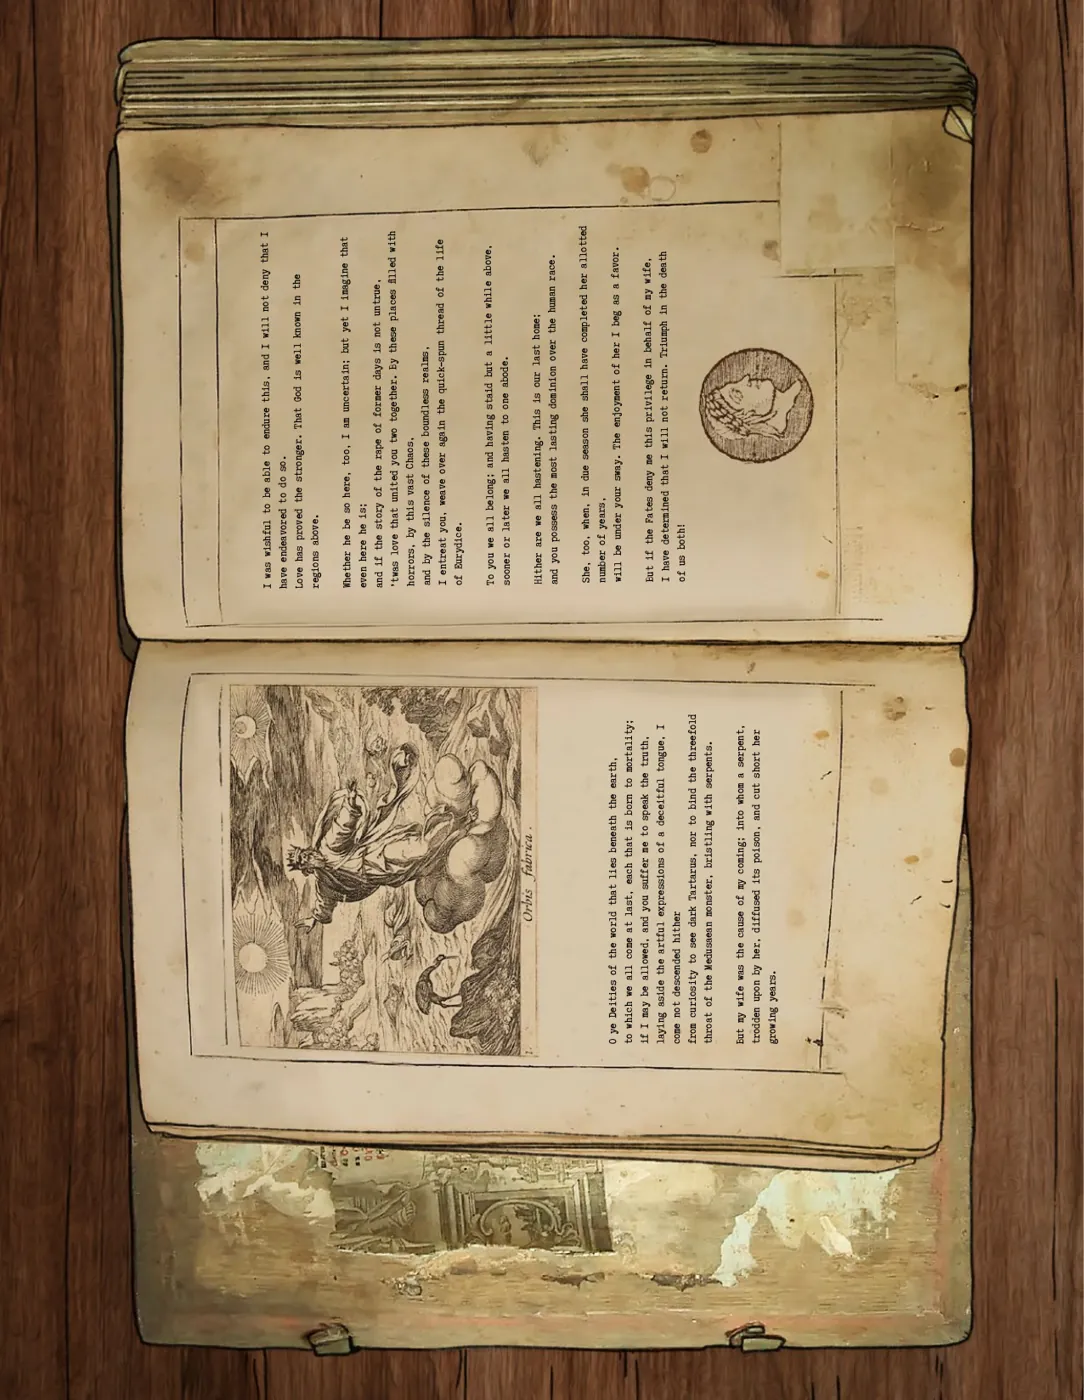 Orbis fabrica
O ye Deities of the world that lies beneath the earth,
to which we all come at last, each that is born to mortality;
if I may be allowed, and you suffer me to speak the truth,
laying aside the artful expressions of a deceitful tongue, I
come not descended hither
from curiosity to see dark Tartarus, nor to bind the threefold
throat of the Medusaean monster, bristling with serpents.
But my wife was the cause of my coming; into whom a serpent,
trodden upon by her, diffused its poison, and cut short her
growing years.
I was wishful to be able to endure this, and I will not deny that I
have endeavored to do so.
Love has proved the stronger. That God is well known in the
regions above.
Whether he be so here, too, I am uncertain; but yet I imagine that
even here he is;
and if the story of the rape of former days is not untrue,
'twas love that united you two together. By these places filled with
horrors, by this vast Chaos,
and by the silence of these boundless realms,
I entreat you, weave over again the quick-spun thread of the life
of Eurydice.
To you we all belong; and having staid but a little while above,
sooner or later we all hasten to one abode.
Hither are we all hastening. This is our last home;
and you possess the most lasting dominion over the human race.
She, too, when, in due season she shall have completed her allotted
number of years,
will be under your sway. The enjoyment of her I beg as a favor.
But if the Fates deny me this privilege in behalf of my wife,
I have determined that I will not return. Triumph in the death
of us both!